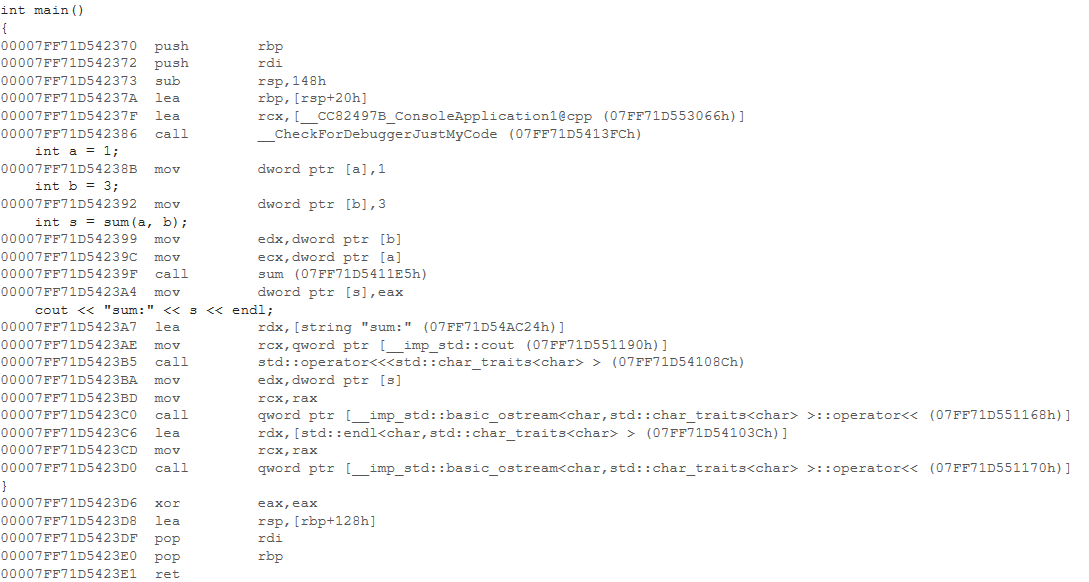 int main()
{
00007FF71D542370  push        rbp
00007FF71D542372  push        rdi
00007FF71D542373  sub         rsp,148h
00007FF71D54237A  lea         rbp,[rsp+20h]
00007FF71D54237F  lea         rcx,[__CC82497B_ConsoleApplication1@cpp (07FF71D553066h)]
00007FF71D542386  call        __CheckForDebuggerJustMyCode (07FF71D5413FCh)
    int a = 1;
00007FF71D54238B  mov         dword ptr [a],1
    int b = 3;
00007FF71D542392  mov         dword ptr [b],3
    int s = sum(a, b);
00007FF71D542399  mov         edx,dword ptr [b]
00007FF71D54239C  mov         ecx,dword ptr [a]
00007FF71D54239F  call        sum (07FF71D5411E5h)
00007FF71D5423A4  mov         dword ptr [s],eax
    cout << "sum:" << s << endl;
00007FF71D5423A7  lea         rdx,[string "sum:" (07FF71D54AC24h)]
00007FF71D5423AE  mov         rcx,qword ptr [__imp_std::cout (07FF71D551190h)]
00007FF71D5423B5  call        std::operator<<<std::char_traits<char> > (07FF71D54108Ch)
00007FF71D5423BA  mov         edx,dword ptr [s]
00007FF71D5423BD  mov         rcx,rax
00007FF71D5423C0  call        qword ptr [__imp_std::basic_ostream<char,std::char_traits<char> >::operator<< (07FF71D551168h)]
00007FF71D5423C6  lea         rdx,[std::endl<char,std::char_traits<char> > (07FF71D54103Ch)]
00007FF71D5423CD  mov         rcx,rax
00007FF71D5423D0  call        qword ptr [__imp_std::basic_ostream<char,std::char_traits<char> >::operator<< (07FF71D551170h)]
}
00007FF71D5423D6  xor         eax,eax
00007FF71D5423D8  lea         rsp,[rbp+128h]
00007FF71D5423DF  pop         rdi
00007FF71D5423E0  pop         rbp
00007FF71D5423E1  ret